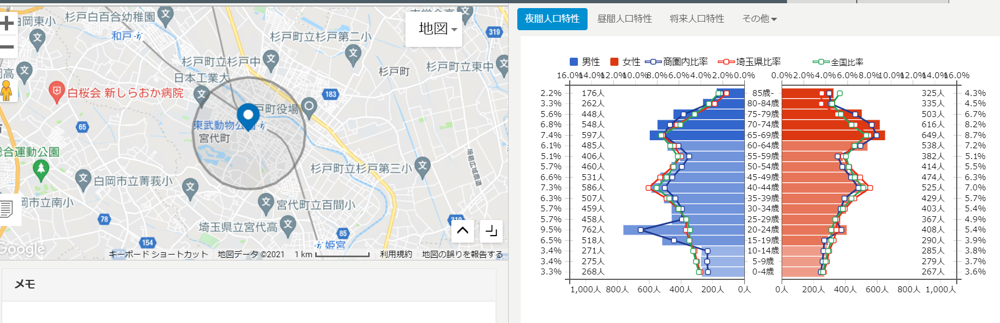 夜間人口特性 昼間人口特性 将来人口特性 その他
地図
白岡東小
杉戸白百合幼稚園
和戸
杉戸町立杉戸第二小
319
杉戸町立杉戸中
日本工業大
杉戸町
杉戸町立東中
白桜会 新しらおか病院
183
戸町役場
東武動物公園
宮代町
65
総合運動公園
杉戸町立杉戸第三小
埼葛広域農道
白岡市立菁莪小
岡市立南小
宮代町立百間小
78
埼玉県立宮代高
85
154
姫宮
Google
キーボード ショートカット 地図データ ©2021 1 km 利用規約 地図の誤りを報告する
メモ
男性 女性 商圏内比率 埼玉県比率 全国比率
16.0% 14.0% 12.0% 10.0% 8.0% 6.0% 4.0% 2.0% 0.0% 0.0% 2.0% 4.0% 6.0% 8.0% 10.0% 12.0% 14.0% 16.0%
2.2% 176人 85歳- 325人 4.3%
3.3% 262人 80-84歳 335人 4.5%
5.6% 448人 75-79歳 503人 6.7%
6.8% 548人 70-74歳 616人 8.2%
7.4% 597人 65-69歳 649人 8.7%
6.1% 485人 60-64歳 538人 7.2%
5.1% 406人 55-59歳 382人 5.1%
5.7% 460人 50-54歳 414人 5.5%
6.6% 531人 45-49歳 474人 6.3%
7.3% 586人 40-44歳 525人 7.0%
6.3% 507人 35-39歳 429人 5.7%
5.7% 459人 30-34歳 403人 5.4%
5.7% 458人 25-29歳 367人 4.9%
9.5% 762人 20-24歳 408人 5.4%
6.5% 518人 15-19歳 290人 3.9%
3.4% 271人 10-14歳 285人 3.8%
3.4% 275人 5-9歳 279人 3.7%
3.3% 268人 0-4歳 267人 3.6%
1,000人 800人 600人 400人 200人 0人 0人 200人 400人 600人 800人 1,000人